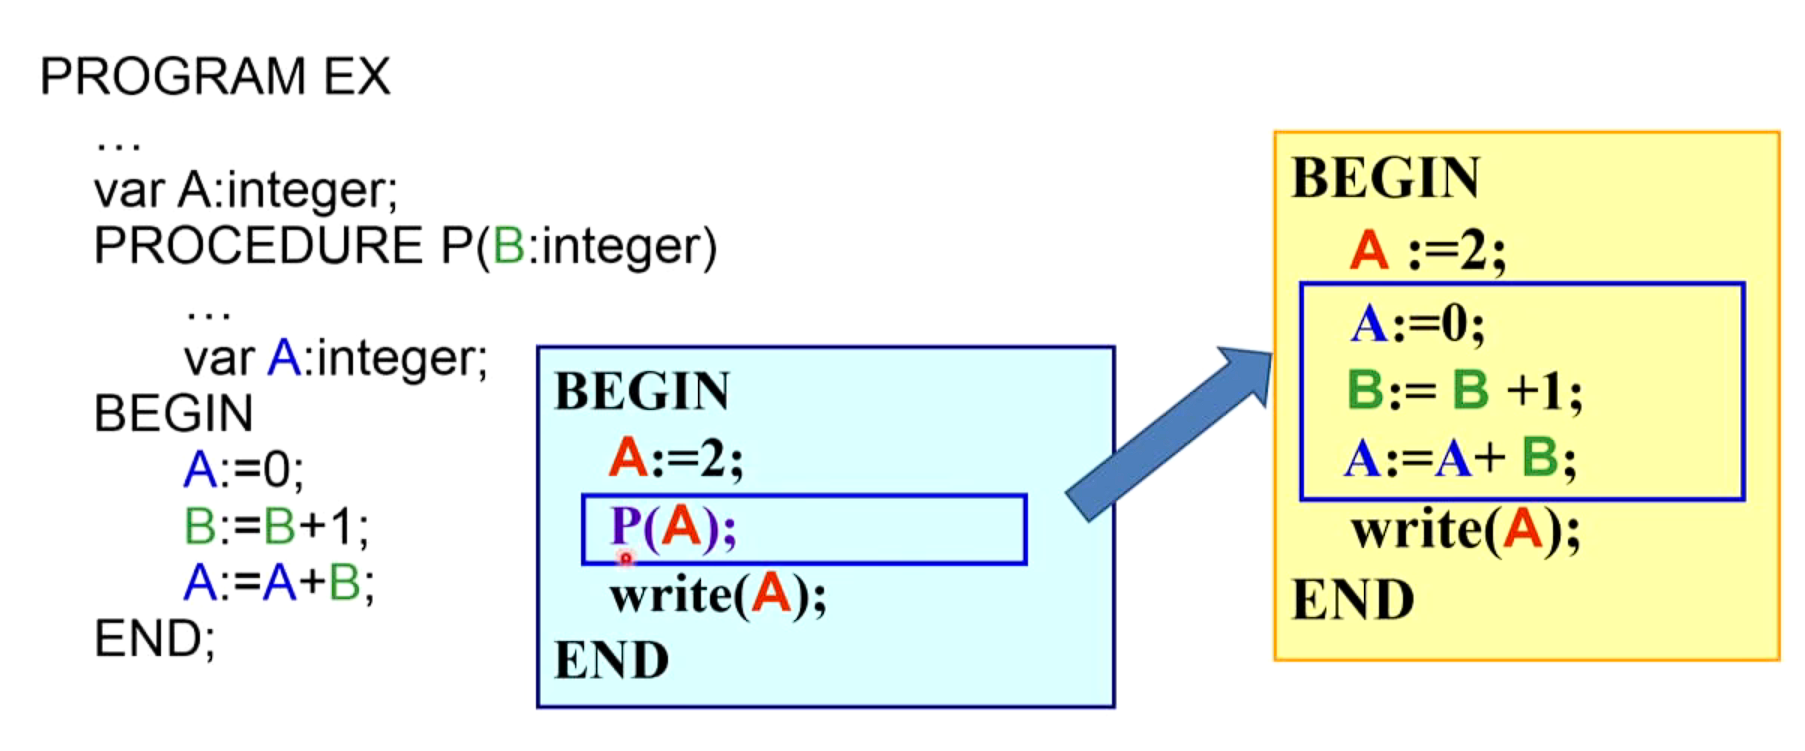 PROGRAM EX
…
var A:integer;
PROCEDURE P(B:integer)
…
var A:integer;
BEGIN
A:=0;
B:=B+1;
A:=A+B;
END;
BEGIN
A:=2;
P(A);
write(A);
END
BEGIN
A :=2;
A:=0;
B:= B +1;
A:=A+ B;
write(A);
END